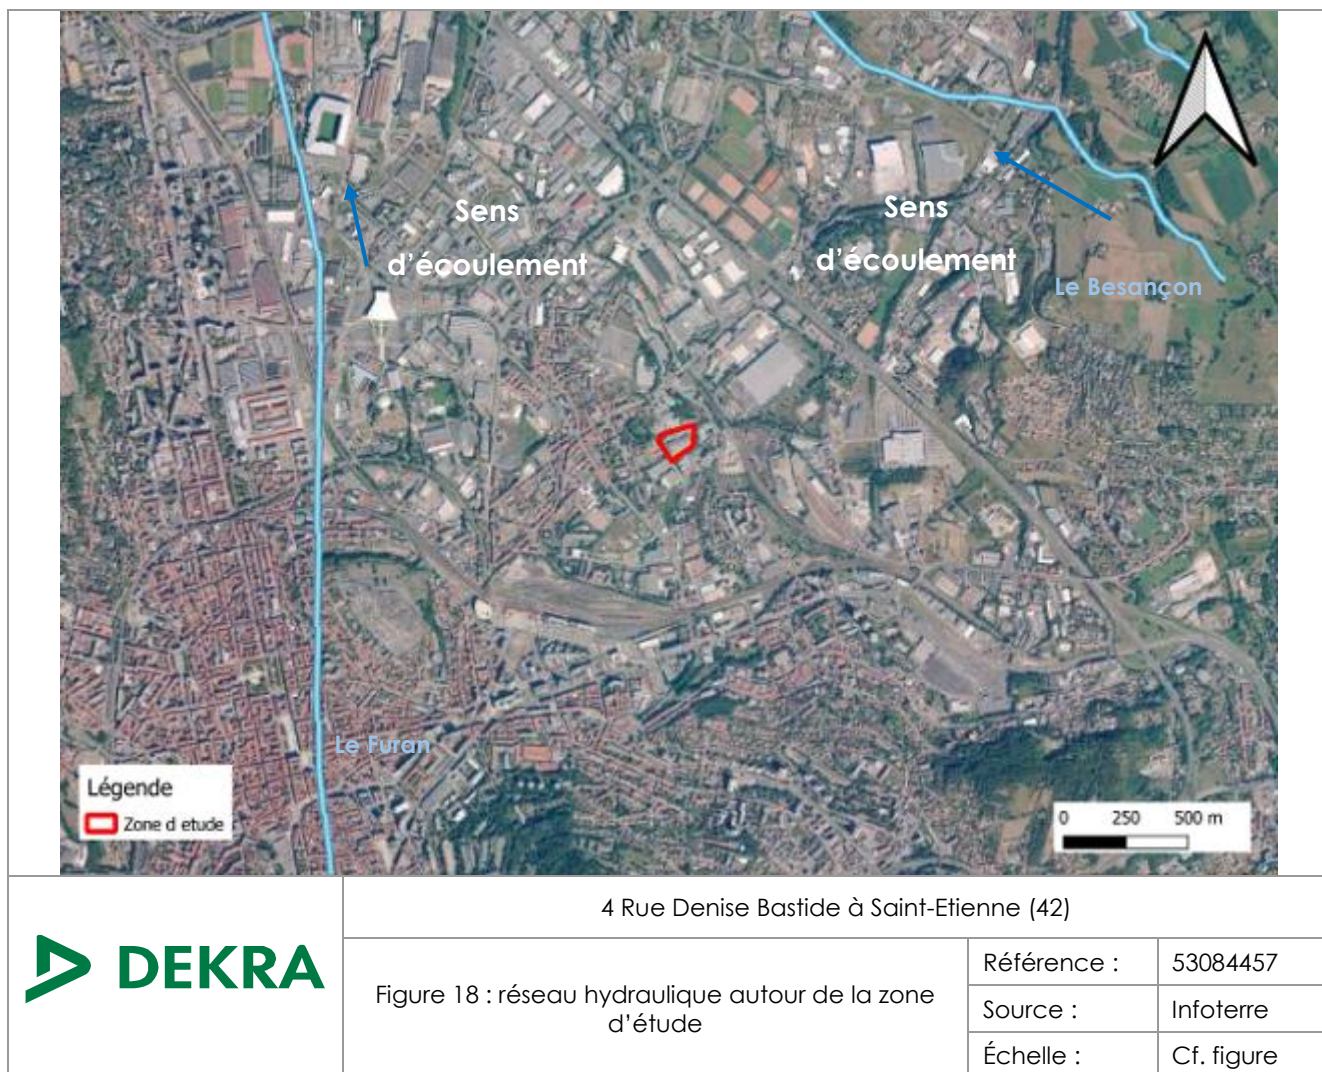 Sens
d’écoulement
Sens
d’écoulement
Le Besançon
Le Furan
Légende
Zone d etude
0 250 500 m
DEKRA
4 Rue Denise Bastide à Saint-Etienne (42)
Figure 18 : réseau hydraulique autour de la zone
d’étude
Référence : 53084457
Source : Infoterre
Échelle : Cf. figure